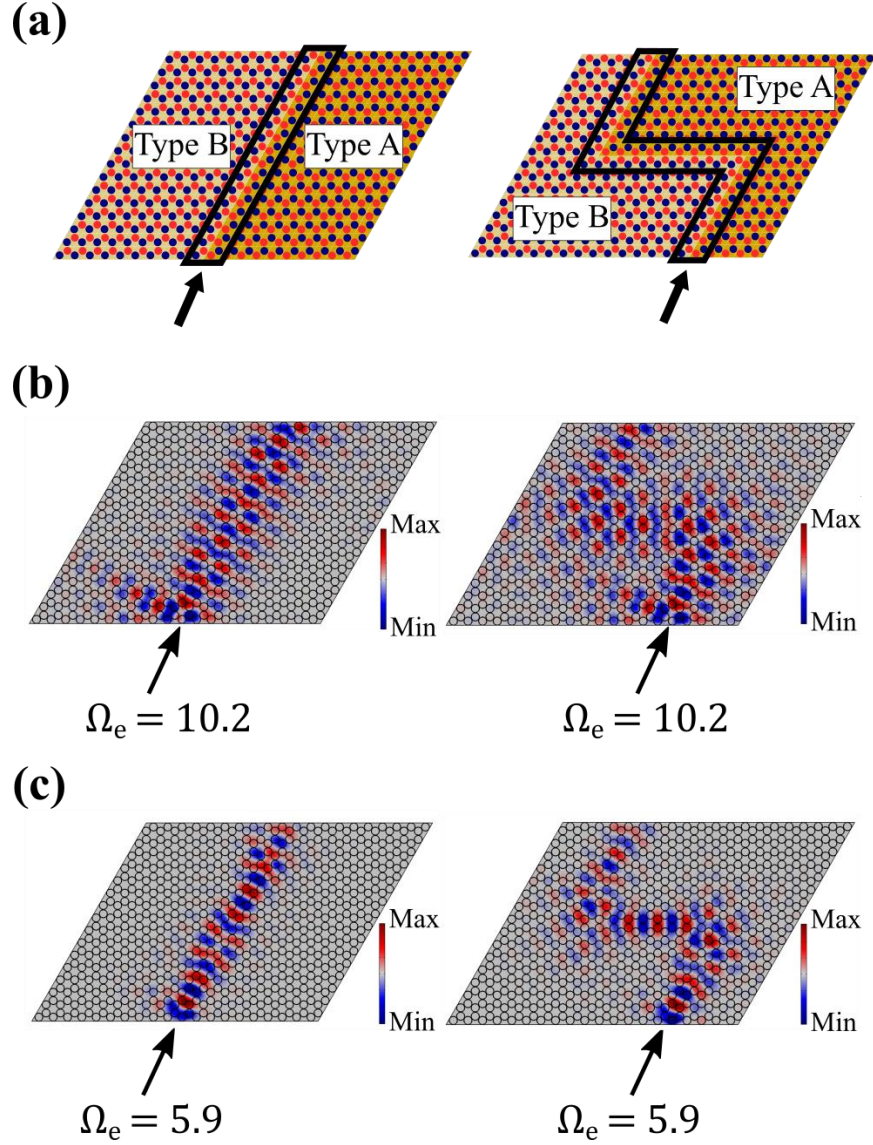 (a)
Type B
Type A
Type A
Type B
(b)
Max
Min
Max
Min
Ωₑ = 10.2
Ωₑ = 10.2
(c)
Max
Min
Max
Min
Ωₑ = 5.9
Ωₑ = 5.9